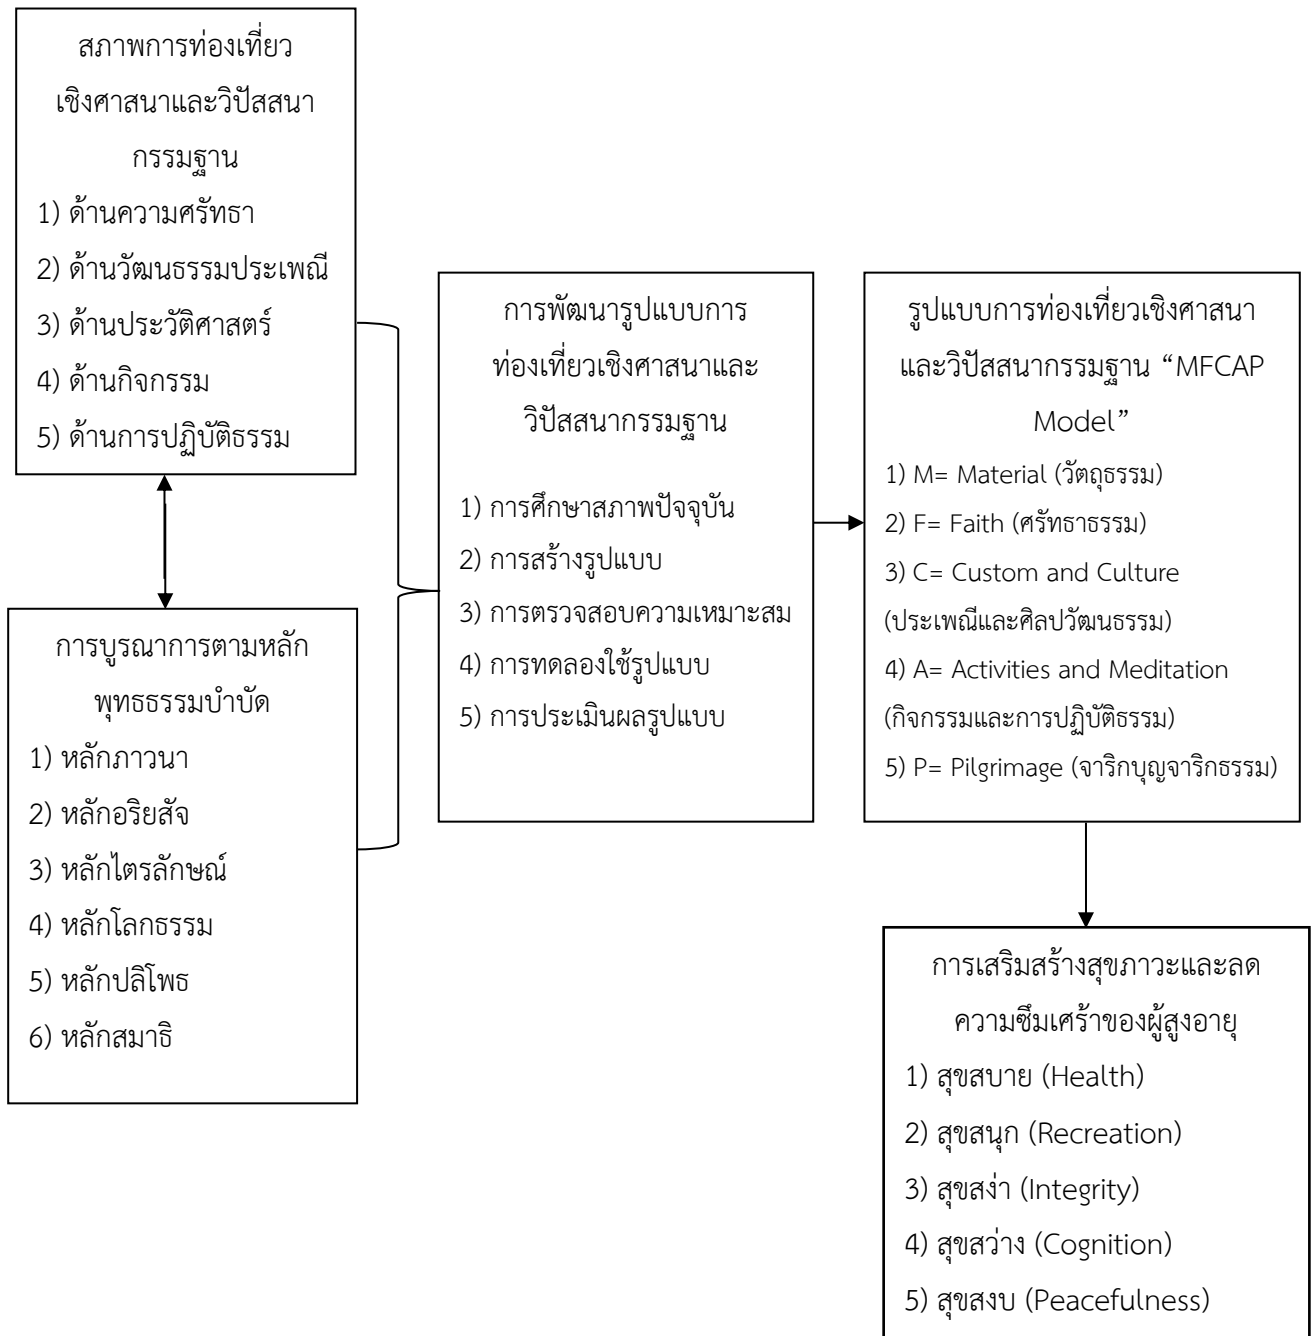 สภาพการท่องเที่ยว
เชิงศาสนาและวิปัสสนา
กรรมฐาน
1) ด้านความศรัทธา
2) ด้านวัฒนธรรมประเพณี
3) ด้านประวัติศาสตร์
4) ด้านกิจกรรม
5) ด้านการปฏิบัติธรรม
การบูรณาการตามหลัก
พุทธธรรมบำบัด
1) หลักภาวนา
2) หลักอริยสัจ
3) หลักไตรลักษณ์
4) หลักโลกธรรม
5) หลักปลิโพธ
6) หลักสมาธิ
การพัฒนารูปแบบการ
ท่องเที่ยวเชิงศาสนาและ
วิปัสสนากรรมฐาน
1) การศึกษาสภาพปัจจุบัน
2) การสร้างรูปแบบ
3) การตรวจสอบความเหมาะสม
4) การทดลองใช้รูปแบบ
5) การประเมินผลรูปแบบ
รูปแบบการท่องเที่ยวเชิงศาสนา
และวิปัสสนากรรมฐาน “MFCAP
Model”
1) M= Material (วัตถุธรรม)
2) F= Faith (ศรัทธาธรรม)
3) C= Custom and Culture
(ประเพณีและศิลปวัฒนธรรม)
4) A= Activities and Meditation
(กิจกรรมและการปฏิบัติธรรม)
5) P= Pilgrimage (จาริกบุญจาริกธรรม)
การเสริมสร้างสุขภาวะและลด
ความซึมเศร้าของผู้สูงอายุ
1) สุขสบาย (Health)
2) สุขสนุก (Recreation)
3) สุขสง่า (Integrity)
4) สุขสว่าง (Cognition)
5) สุขสงบ (Peacefulness)